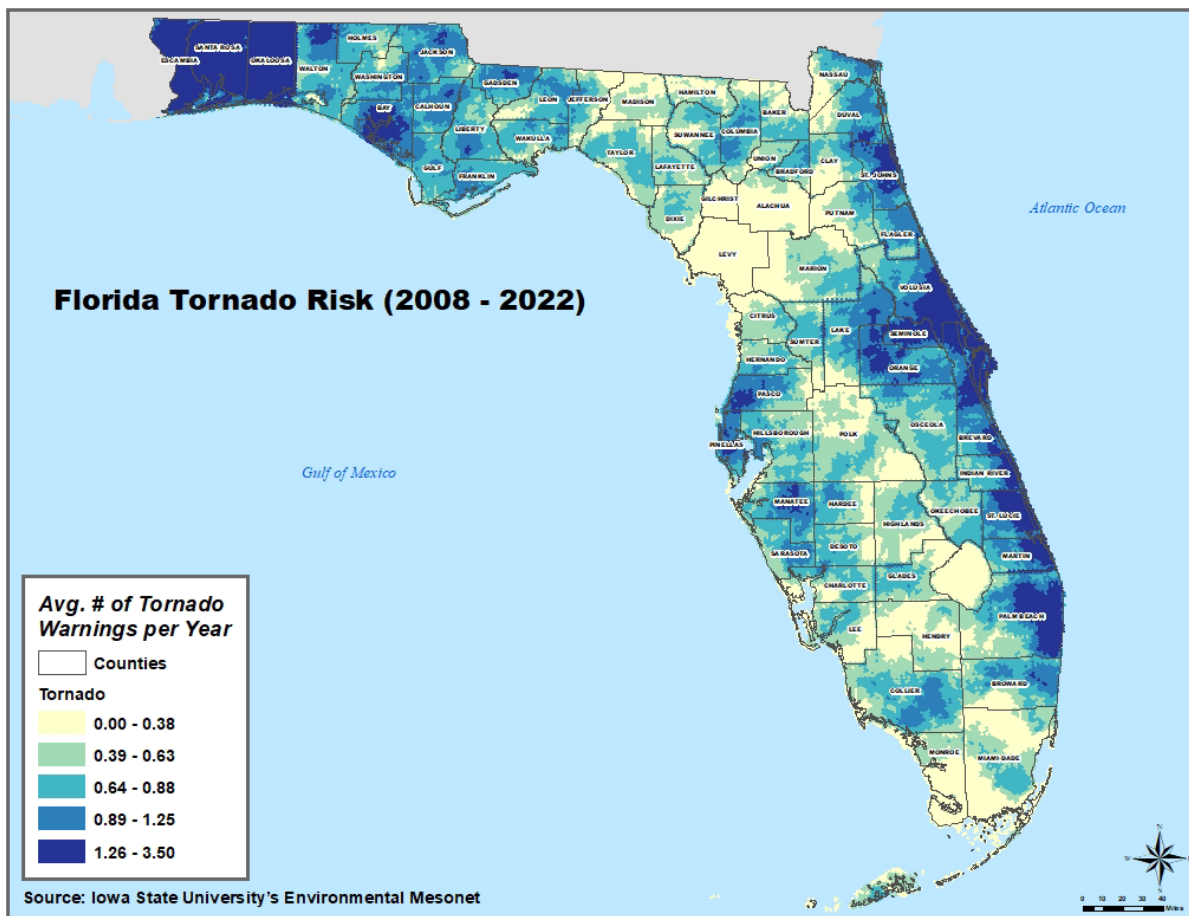 ESCAMBIA
SANTA ROSA
OKALOOSA
WALTON
HOLMES
WASHINGTON
JACKSON
BAY
CALHOUN
GULF
LIBERTY
GADSDEN
FRANKLIN
LEON
WAKULLA
JEFFERSON
MADISON
TAYLOR
HAMILTON
SUWANNEE
LAFAYETTE
DIXIE
COLUMBIA
BAKER
UNION
BRADFORD
GILCHRIST
ALACHUA
NASSAU
DUVAL
CLAY
ST. JOHNS
PUTNAM
FLAGLER
LEVY
MARION
VOLUSIA
Atlantic Ocean
Florida Tornado Risk (2008 - 2022)
CITRUS
SUMTER
LAKE
SEMINOLE
HERNANDO
ORANGE
PASCO
PINELLAS
HILLSBOROUGH
POLK
OSCEOLA
BREVARD
Gulf of Mexico
INDIAN RIVER
MANATEE
HARDEE
HIGHLANDS
OKEECHOBEE
ST. LUCIE
SARASOTA
DESOTO
MARTIN
CHARLOTTE
GLADES
LEE
HENDRY
PALM BEACH
COLLIER
BROWARD
MONROE
MIAMI-DADE
Avg. # of Tornado
Warnings per Year
Counties
Tornado
0.00 - 0.38
0.39 - 0.63
0.64 - 0.88
0.89 - 1.25
1.26 - 3.50
Source: Iowa State University's Environmental Mesonet
N
W
E
S
0 10 20 30 40
Miles